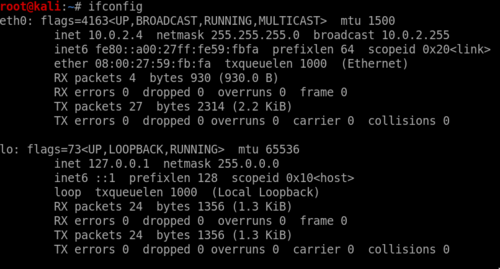 root@kali:~# ifconfig
eth0: flags=4163<UP,BROADCAST,RUNNING,MULTICAST>  mtu 1500
        inet 10.0.2.4  netmask 255.255.255.0  broadcast 10.0.2.255
        inet6 fe80::a00:27ff:fe59:fbfa  prefixlen 64  scopeid 0x20<link>
        ether 08:00:27:59:fb:fa  txqueuelen 1000  (Ethernet)
        RX packets 4  bytes 930 (930.0 B)
        RX errors 0  dropped 0  overruns 0  frame 0
        TX packets 27  bytes 2314 (2.2 KiB)
        TX errors 0  dropped 0 overruns 0  carrier 0  collisions 0

lo: flags=73<UP,LOOPBACK,RUNNING>  mtu 65536
        inet 127.0.0.1  netmask 255.0.0.0
        inet6 ::1  prefixlen 128  scopeid 0x10<host>
        loop  txqueuelen 1000  (Local Loopback)
        RX packets 24  bytes 1356 (1.3 KiB)
        RX errors 0  dropped 0  overruns 0  frame 0
        TX packets 24  bytes 1356 (1.3 KiB)
        TX errors 0  dropped 0 overruns 0  carrier 0  collisions 0